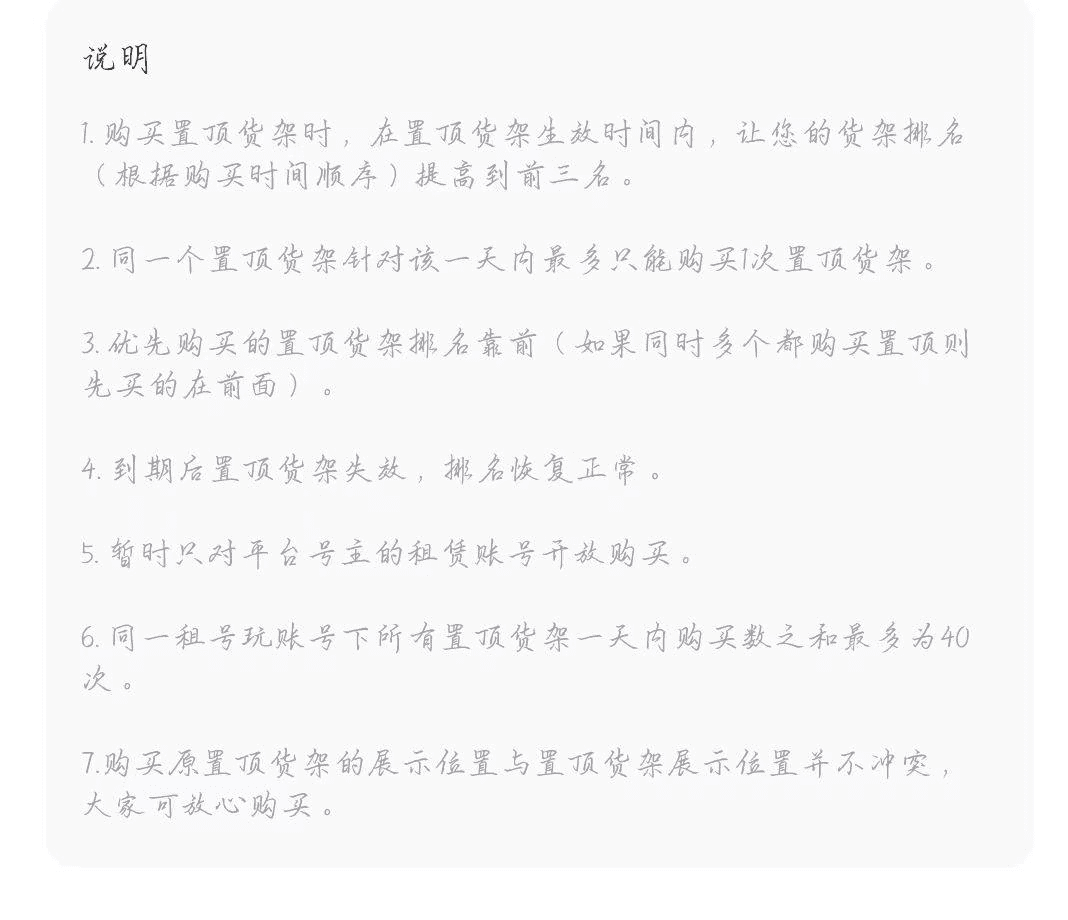 说明
1. 购买置顶货架时，在置顶货架生效时间内，让您的货架排名
（根据购买时间顺序）提高到前三名。
2. 同一个置顶货架针对该一天内最多只能购买1次置顶货架。
3. 优先购买的置顶货架排名靠前（如果同时多个都购买置顶则
先买的在前面）。
4. 到期后置顶货架失效，排名恢复正常。
5. 暂时只对平台号主的租赁账号开放购买。
6. 同一租号玩账号下所有置顶货架一天内购买数之和最多为40
次。
7.购买原置顶货架的展示位置与置顶货架展示位置并不冲突，
大家可放心购买。